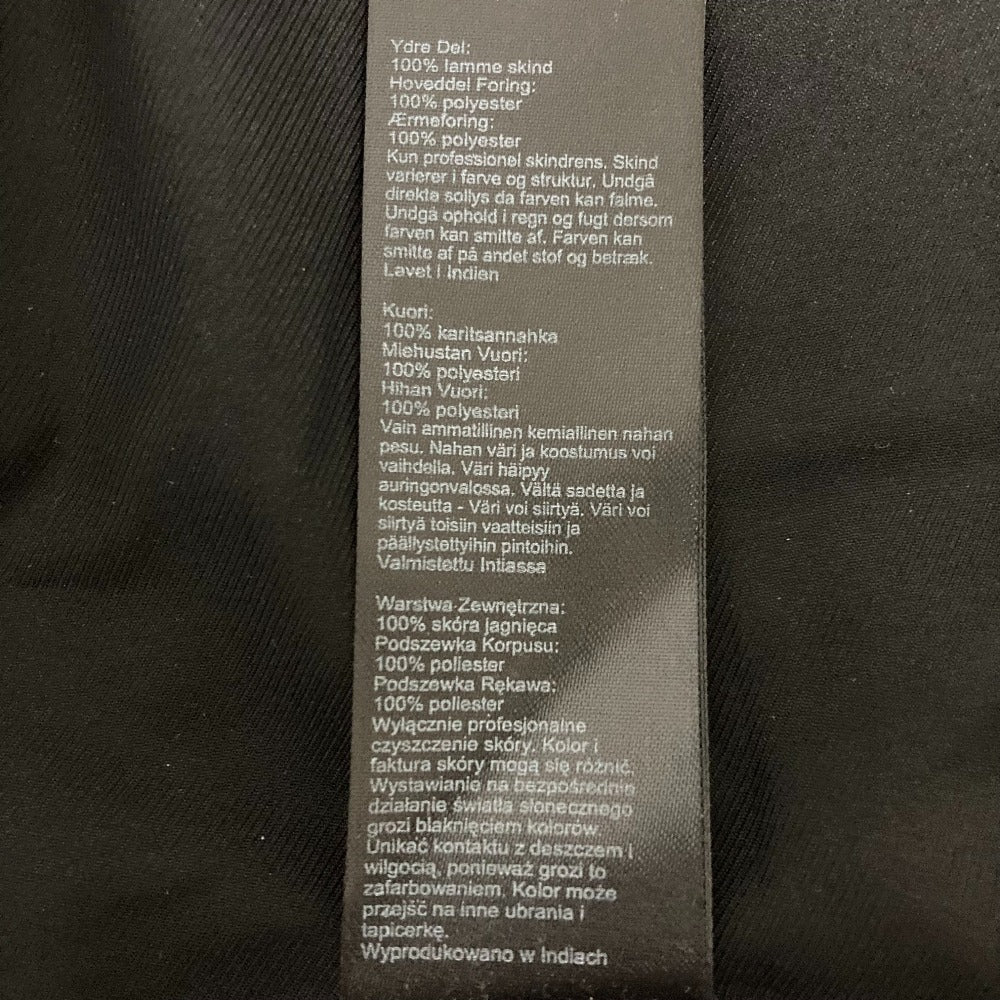 Ydre Del:
100% lamme skind
Hoveddel Foring:
100% polyester
Ærmeforing:
100% polyester
Kun professionel skindrens. Skind
varierer i farve og struktur. Undgå
direkte sollys da farven kan falme.
Undgå ophold i regn og fugt dersom
farven kan smitte af. Farven kan
smitte af på andet stof og betræk.
Lavet i Indien
Kuori:
100% karitsannahka
Miehustan Vuori:
100% polyesteri
Hihan Vuori:
100% polyesteri
Vain ammatillinen kemiallinen nahan
pesu. Nahan väri ja koostumus voi
vaihdella. Väri häipyy
auringonvalossa. Vältä sadetta ja
kosteutta - Väri voi siirtyä. Väri voi
siirtyä toisiin vaatteisiin ja
päällystettyihin pintoihin.
Valmistettu Intiassa
Warstwa Zewnętrzna:
100% skóra jagnięca
Podszewka Korpusu:
100% poliester
Podszewka Rękawa:
100% poliester
Wyłącznie profesjonalne
czyszczenie skóry. Kolor i
faktura skóry mogą się różnić.
Wystawianie na bezpośrednie
działanie światła słonecznego
grozi blaknięciem kolorów
Unikać kontaktu z deszczem i
wilgocią, ponieważ grozi to
zafarbowaniem. Kolor może
przejść na inne ubrania i
tapicerkę.
Wyprodukowano w Indiach